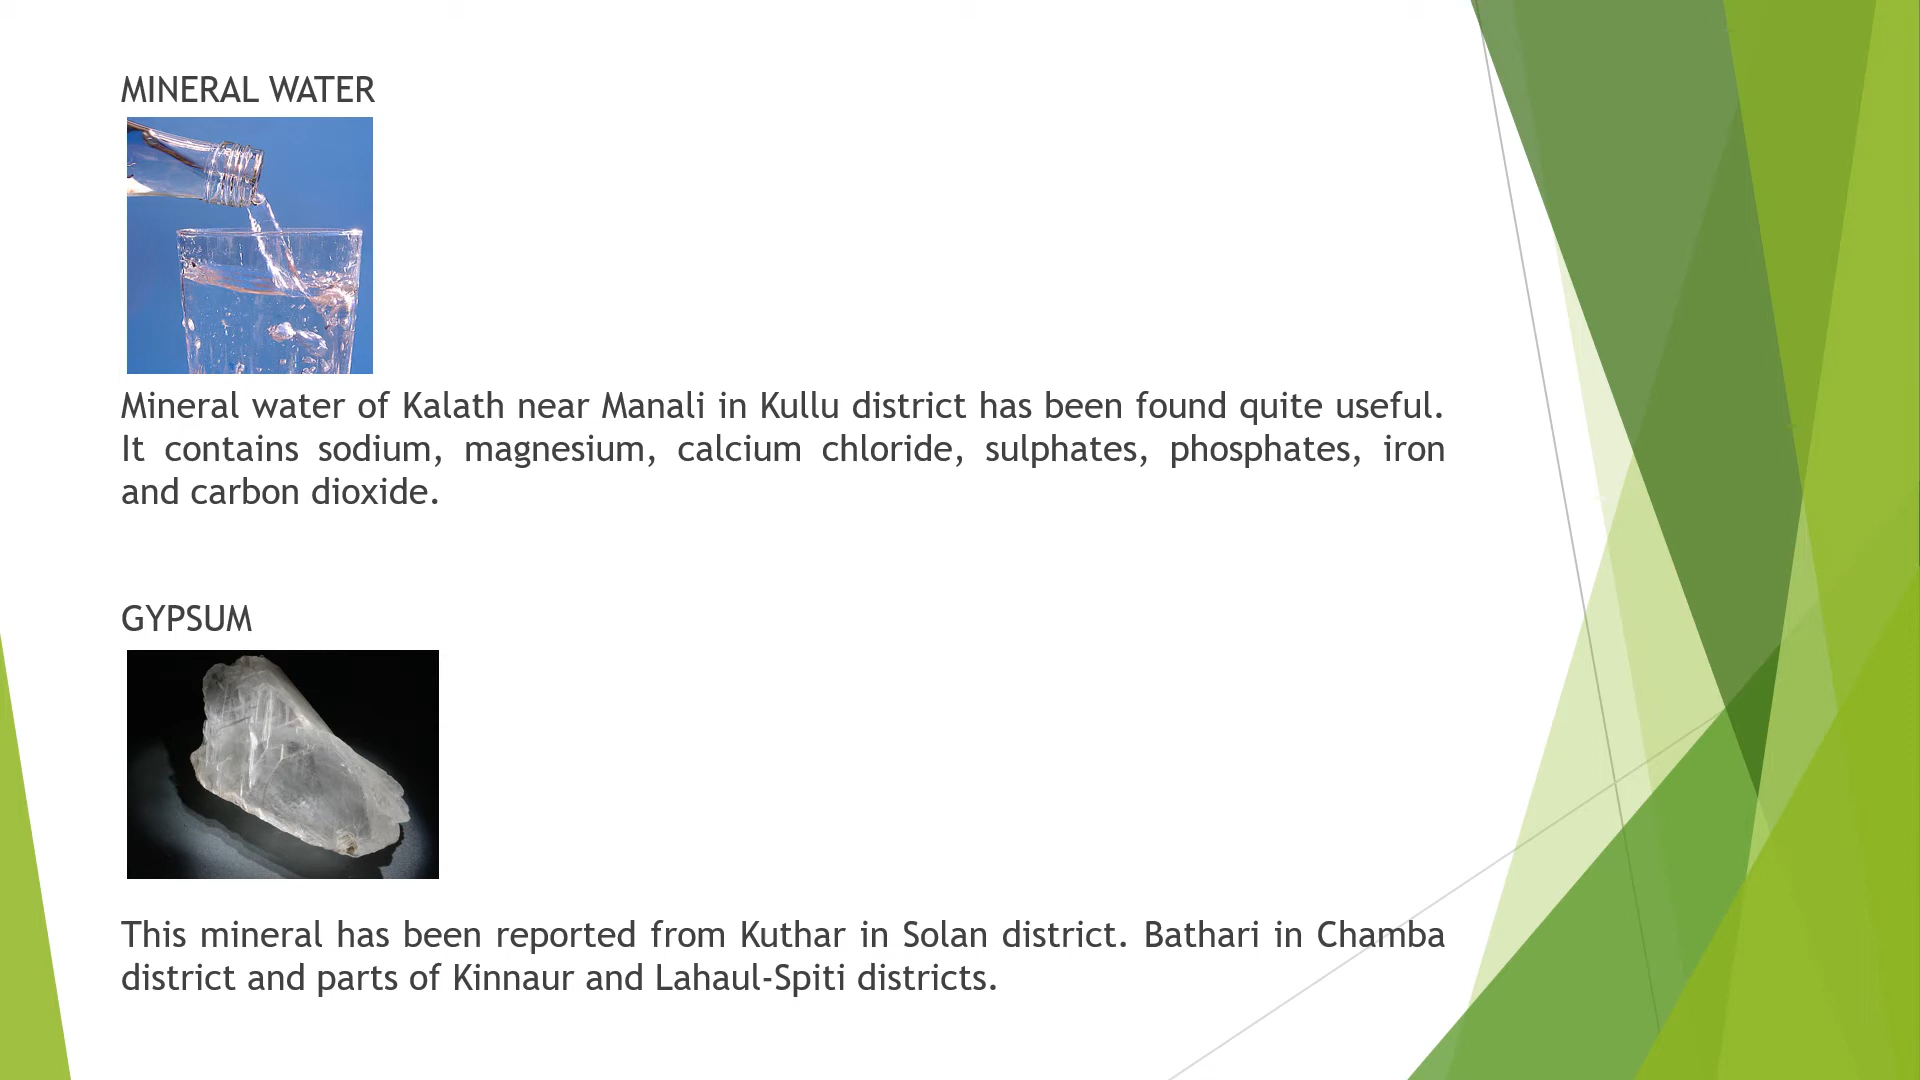 MINERAL WATER
Mineral water of Kalath near Manali in Kullu district has been found quite useful.
It contains sodium, magnesium, calcium chloride, sulphates, phosphates, iron
and carbon dioxide.
GYPSUM
This mineral has been reported from Kuthar in Solan district. Bathari in Chamba
district and parts of Kinnaur and Lahaul-Spiti districts.